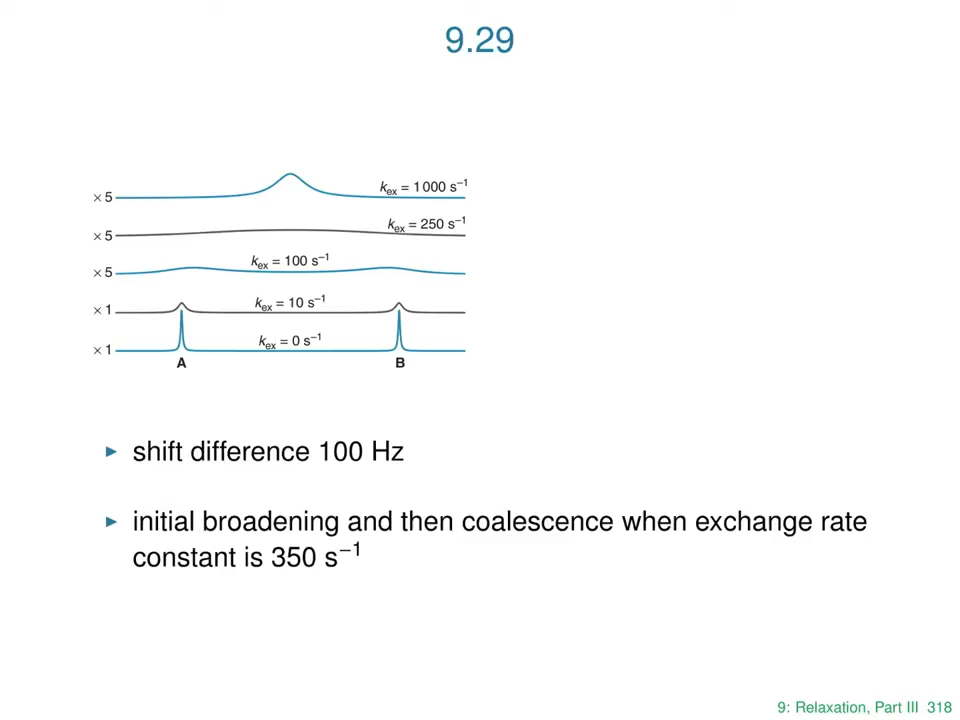 9.29
× 5 k_ex = 1 000 s⁻¹
× 5 k_ex = 250 s⁻¹
× 5 k_ex = 100 s⁻¹
× 1 k_ex = 10 s⁻¹
× 1 k_ex = 0 s⁻¹
A B
▶ shift difference 100 Hz
▶ initial broadening and then coalescence when exchange rate
constant is 350 s⁻¹
9: Relaxation, Part III 318